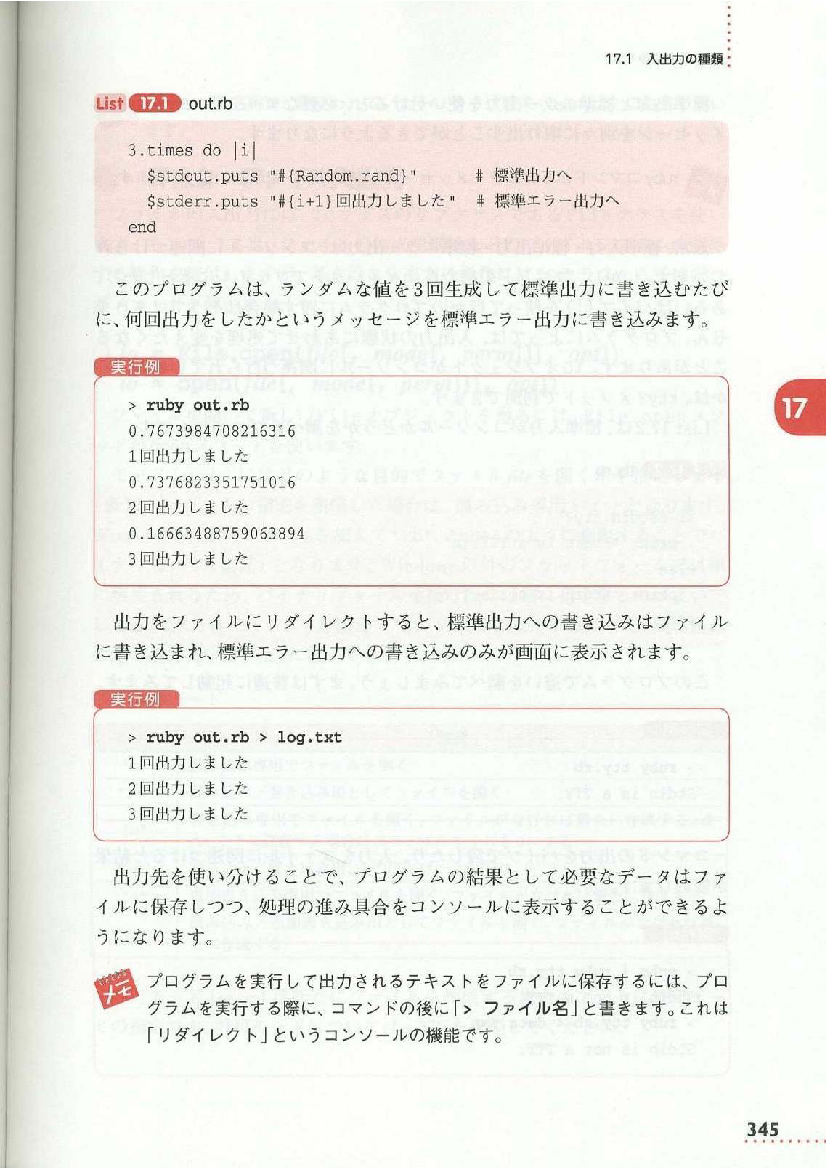 17.1 入出力の種類
List 17.1 out.rb
3.times do |i|
$stdout.puts "#{Random.rand}" # 標準出力へ
$stderr.puts "#{i+1}回出力しました" # 標準エラー出力へ
end
このプログラムは、ランダムな値を3回生成して標準出力に書き込むたび
に、何回出力をしたかというメッセージを標準エラー出力に書き込みます。
実行例
> ruby out.rb
0.7673984708216316
1回出力しました
0.7376823351751016
2回出力しました
0.16663488759063894
3回出力しました
17
出力をファイルにリダイレクトすると、標準出力への書き込みはファイル
に書き込まれ、標準エラー出力への書き込みのみが画面に表示されます。
実行例
> ruby out.rb > log.txt
1回出力しました
2回出力しました
3回出力しました
出力先を使い分けることで、プログラムの結果として必要なデータはファ
イルに保存しつつ、処理の進み具合をコンソールに表示することができるよ
うになります。
メモ
プログラムを実行して出力されるテキストをファイルに保存するには、プロ
グラムを実行する際に、コマンドの後に「> ファイル名」と書きます。これは
「リダイレクト」というコンソールの機能です。
345